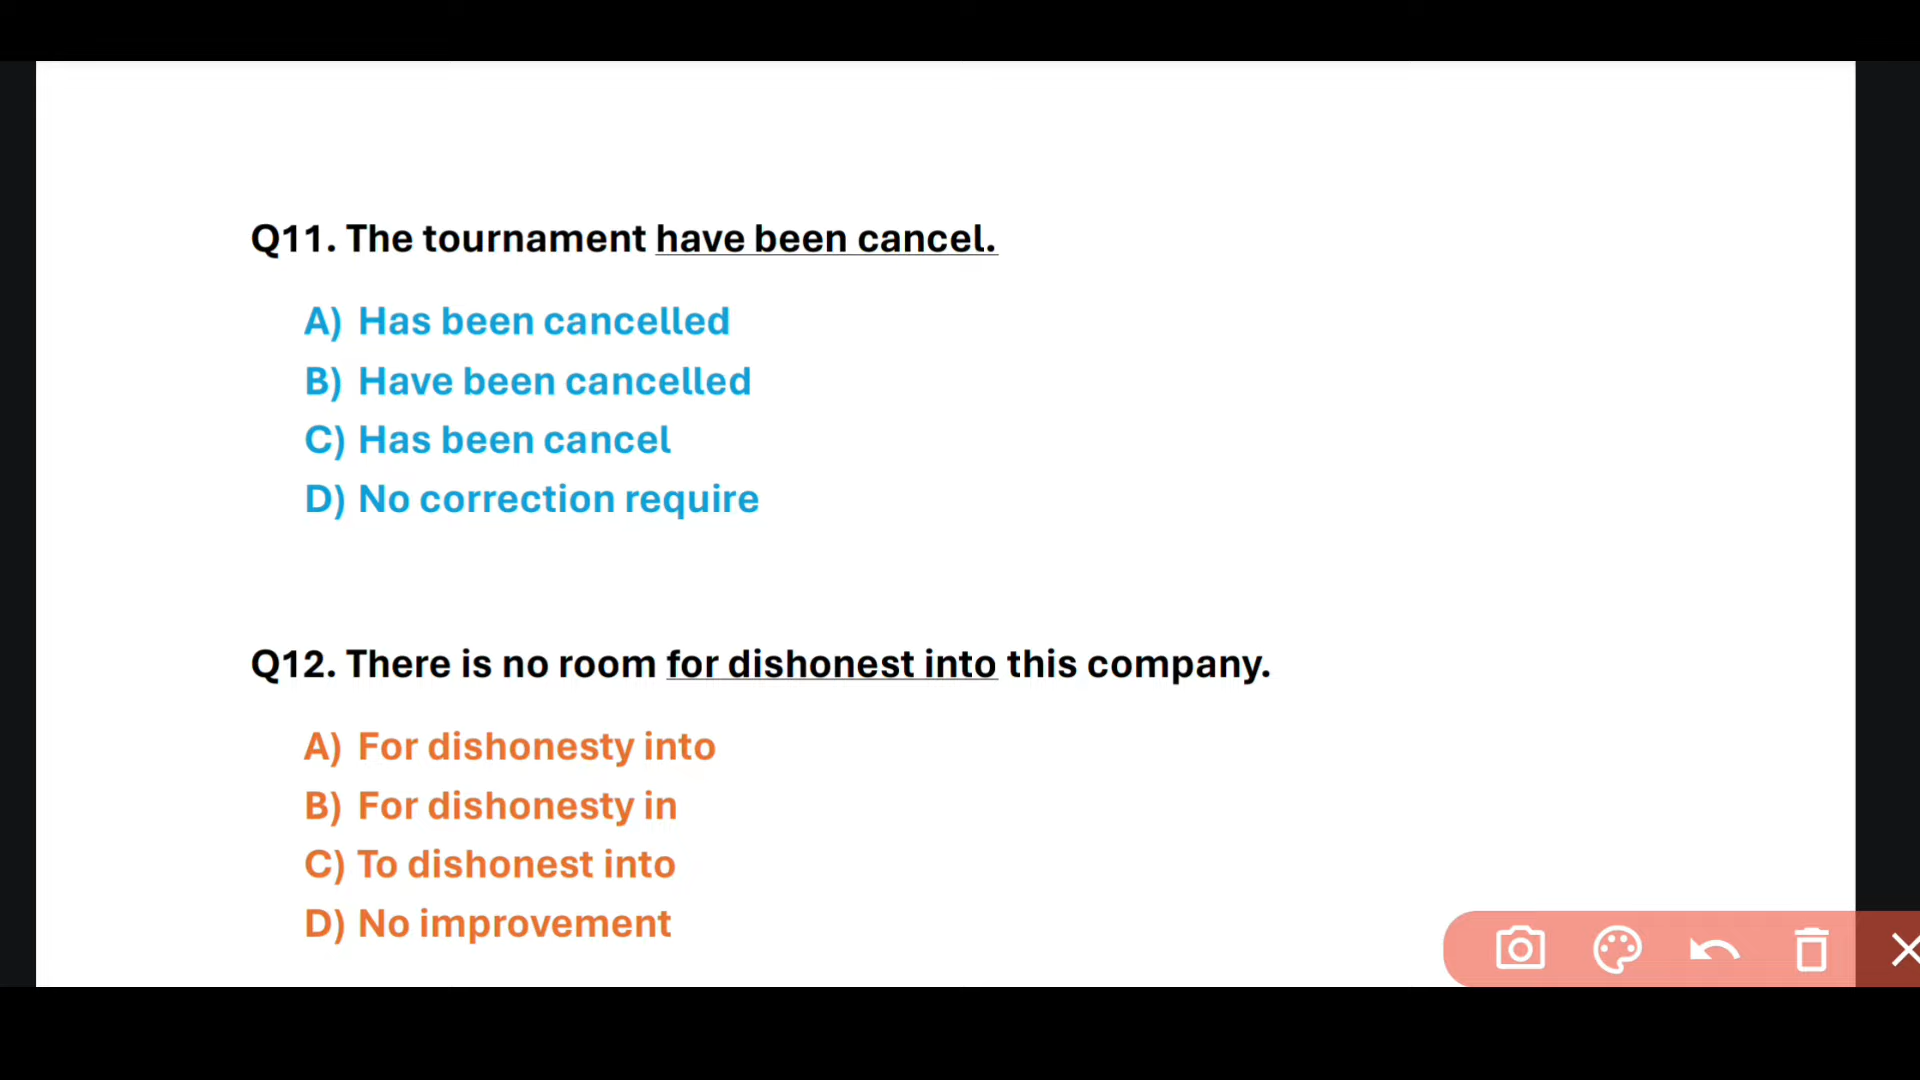 Q11. The tournament have been cancel.
A) Has been cancelled
B) Have been cancelled
C) Has been cancel
D) No correction require
Q12. There is no room for dishonest into this company.
A) For dishonesty into
B) For dishonesty in
C) To dishonest into
D) No improvement